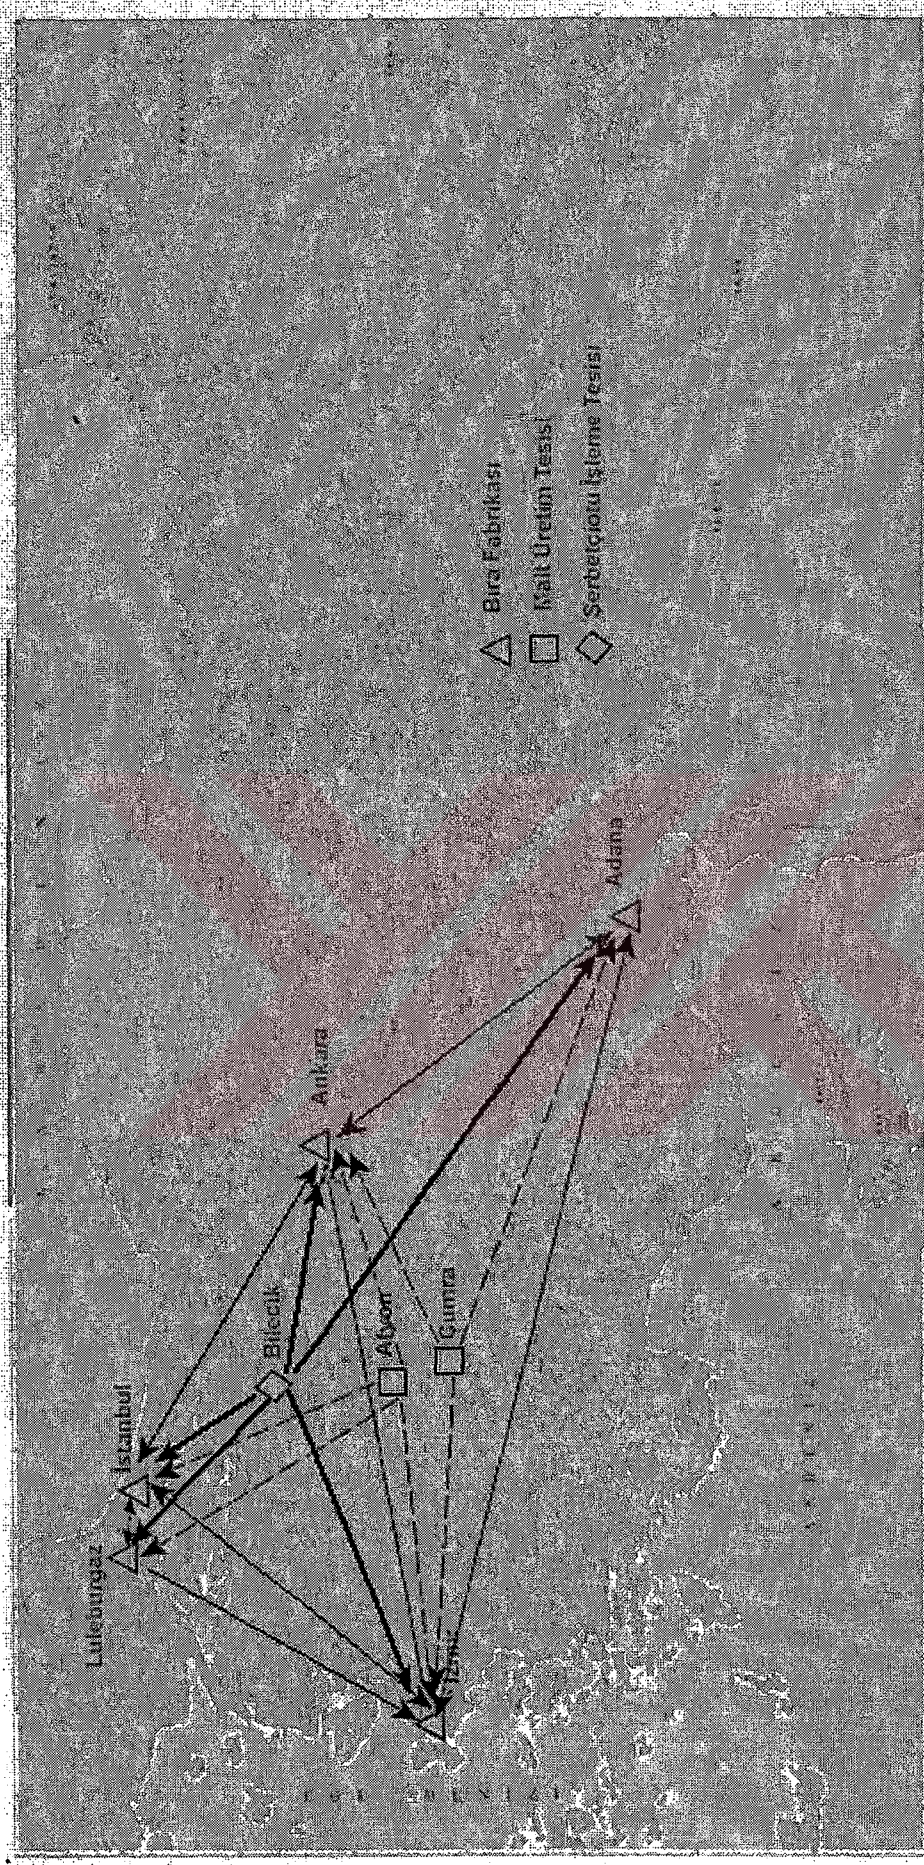 Lüleburgaz
İstanbul
Bilecik
Ankara
Afyon
Çumra
İzmir
Adana
Bira Fabrikası
Malt Üretim Tesisi
Şerbetçiotu İşleme Tesisi